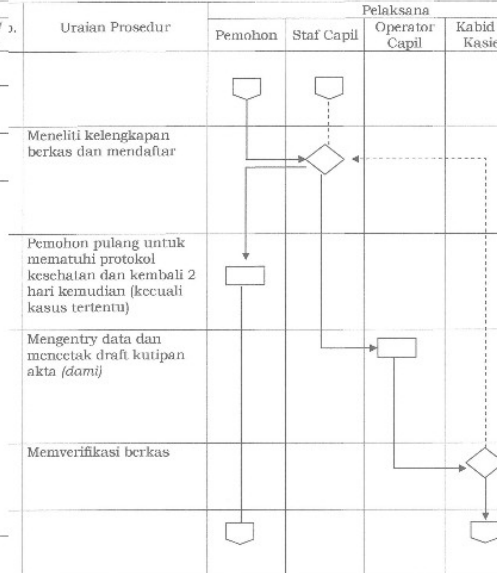 Pelaksana
Uraian Prosedur
Pemohon
Staf Capil
Operator
Capil
Kabid
Kasie
Meneliti kelengkapan
berkas dan mendaftar
Pemohon pulang untuk
mematuhi protokol
kesehatan dan kembali 2
hari kemudian (kecuali
kasus tertentu)
Mengentry data dan
mencetak draft kutipan
akta (dami)
Memverifikasi berkas